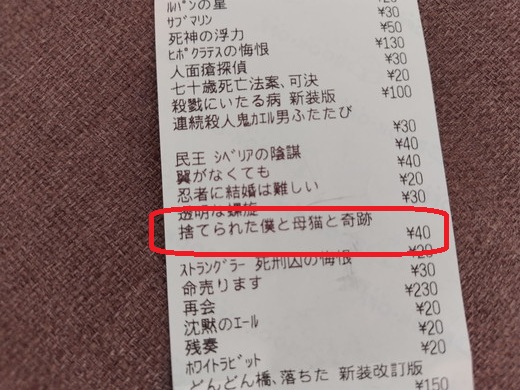 ﾙﾊﾟﾝの星 ¥20
ｻﾌﾞﾏﾘﾝ ¥30
死神の浮力 ¥50
ﾋﾎﾟｸﾗﾃｽの悔恨 ¥130
人面瘡探偵 ¥30
七十歳死亡法案､可決 ¥20
殺戮にいたる病 新装版 ¥100
連続殺人鬼ｶｴﾙ男ふたたび
¥30
民王 ｼﾍﾞﾘｱの陰謀 ¥40
翼がなくても ¥40
忍者に結婚は難しい ¥20
透明な螺旋 ¥30
捨てられた僕と母猫と奇跡
¥40
ｽﾄﾗﾝｸﾞﾗｰ 死刑囚の悔恨 ¥20
命売ります ¥30
再会 ¥230
沈黙のｴｰﾙ ¥20
残奏 ¥20
ﾎﾜｲﾄﾗﾋﾞｯﾄ ¥20
どんどん橋､落ちた 新装改訂版
¥150